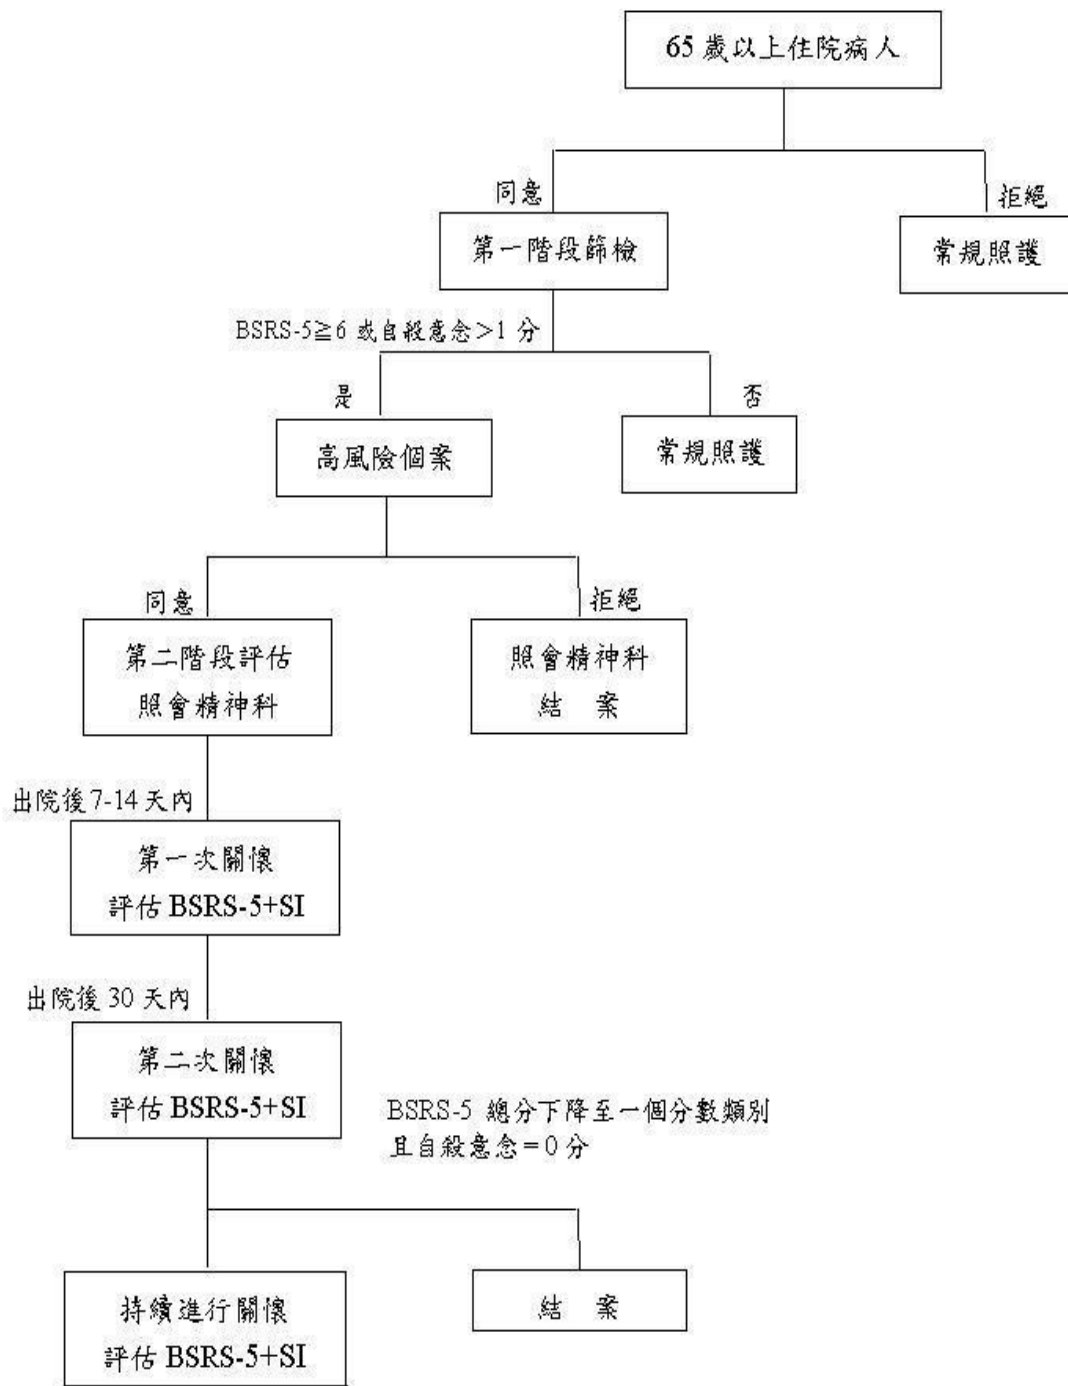 65 歲以上住院病人
同意
拒絕
第一階段篩檢
常規照護
BSRS-5≧6 或自殺意念>1 分
是
否
高風險個案
常規照護
同意
拒絕
第二階段評估
照會精神科
照會精神科
結 案
出院後7-14天內
第一次關懷
評估 BSRS-5+SI
出院後 30 天內
第二次關懷
評估 BSRS-5+SI
BSRS-5 總分下降至一個分數類別
且自殺意念=0 分
持續進行關懷
評估 BSRS-5+SI
結 案